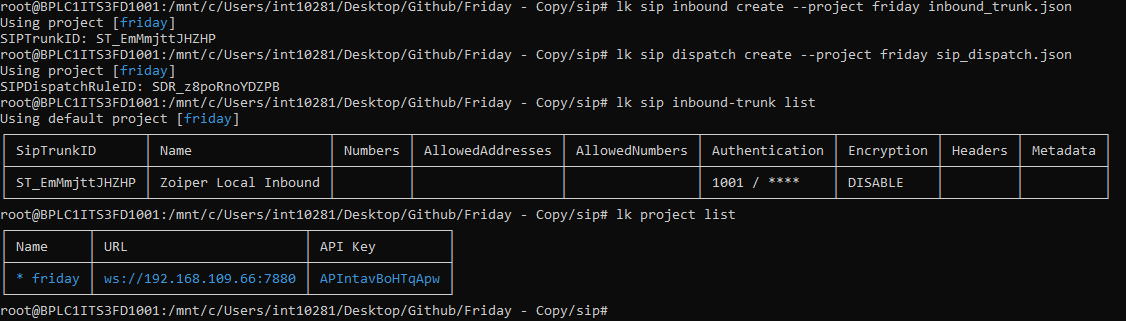 root@BPLC1ITS3FD1001:/mnt/c/Users/int10281/Desktop/Github/Friday - Copy/sip# lk sip inbound create --project friday inbound_trunk.json
Using project [friday]
SIPTrunkID: ST_EmMmjttJHZHP
root@BPLC1ITS3FD1001:/mnt/c/Users/int10281/Desktop/Github/Friday - Copy/sip# lk sip dispatch create --project friday sip_dispatch.json
Using project [friday]
SIPDispatchRuleID: SDR_z8poRnoYDZPB
root@BPLC1ITS3FD1001:/mnt/c/Users/int10281/Desktop/Github/Friday - Copy/sip# lk sip inbound-trunk list
Using default project [friday]
SipTrunkID Name Numbers AllowedAddresses AllowedNumbers Authentication Encryption Headers Metadata
ST_EmMmjttJHZHP Zoiper Local Inbound 1001 / **** DISABLE
root@BPLC1ITS3FD1001:/mnt/c/Users/int10281/Desktop/Github/Friday - Copy/sip# lk project list
Name URL API Key
* friday ws://192.168.109.66:7880 APIntavBoHTqApw
root@BPLC1ITS3FD1001:/mnt/c/Users/int10281/Desktop/Github/Friday - Copy/sip#